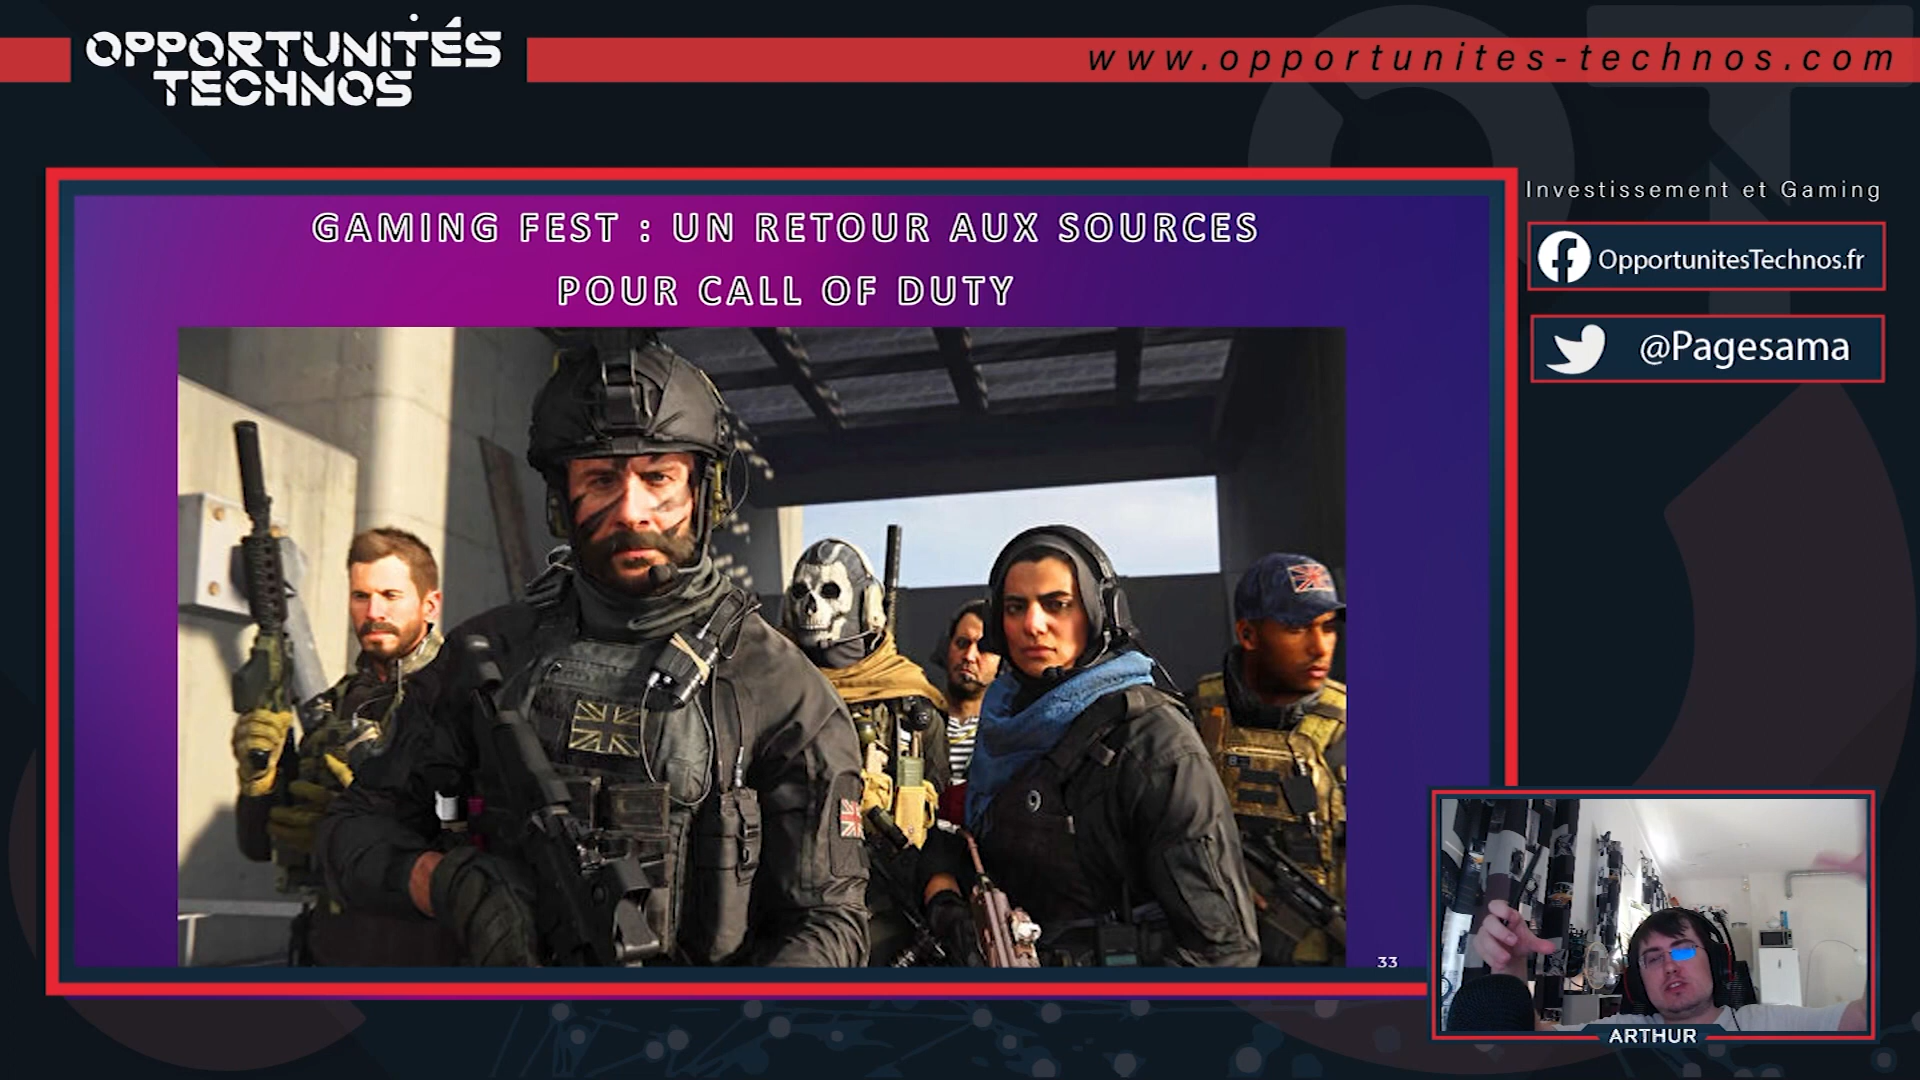 OPPORTUNITÉS
TECHNOS
www.opportunites-technos.com
GAMING FEST : UN RETOUR AUX SOURCES
POUR CALL OF DUTY
Investissement et Gaming
OpportunitesTechnos.fr
@Pagesama
33
ARTHUR